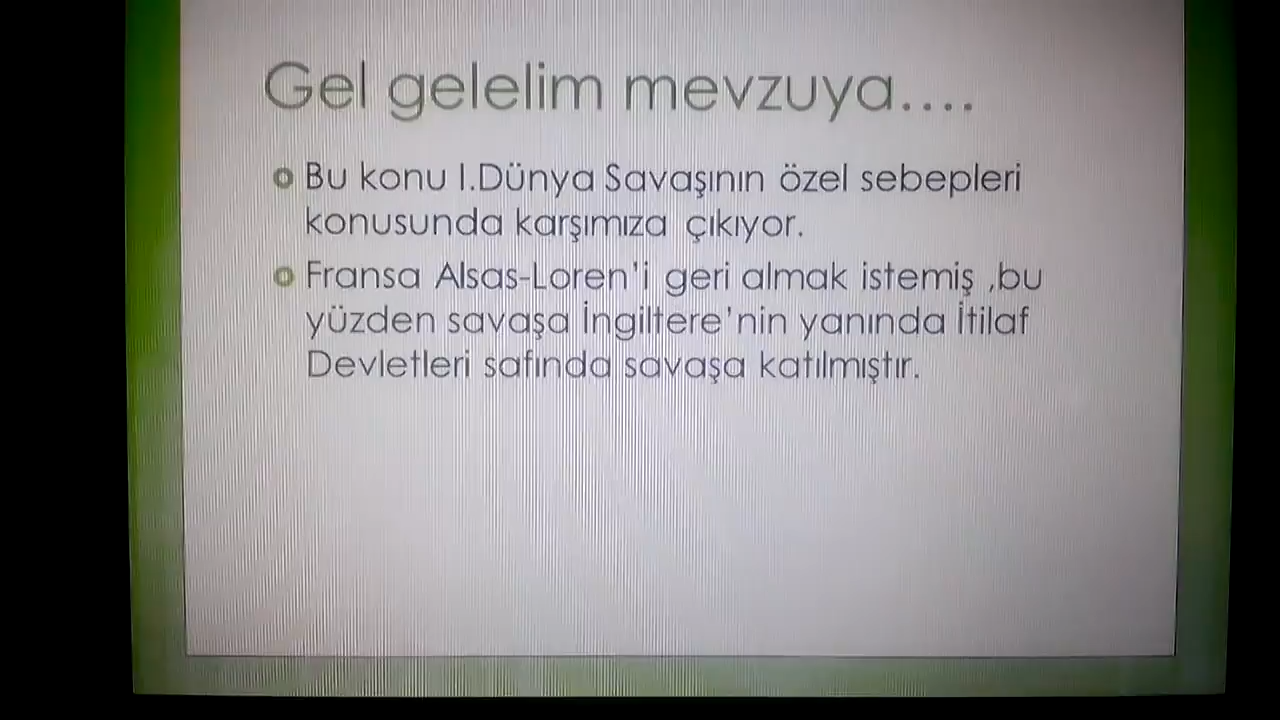 Gel gelelim mevzuya....
Bu konu I.Dünya Savaşının özel sebepleri
konusunda karşımıza çıkıyor.
Fransa Alsas-Loren'i geri almak istemiş ,bu
yüzden savaşa İngiltere'nin yanında İtilaf
Devletleri safında savaşa katılmıştır.